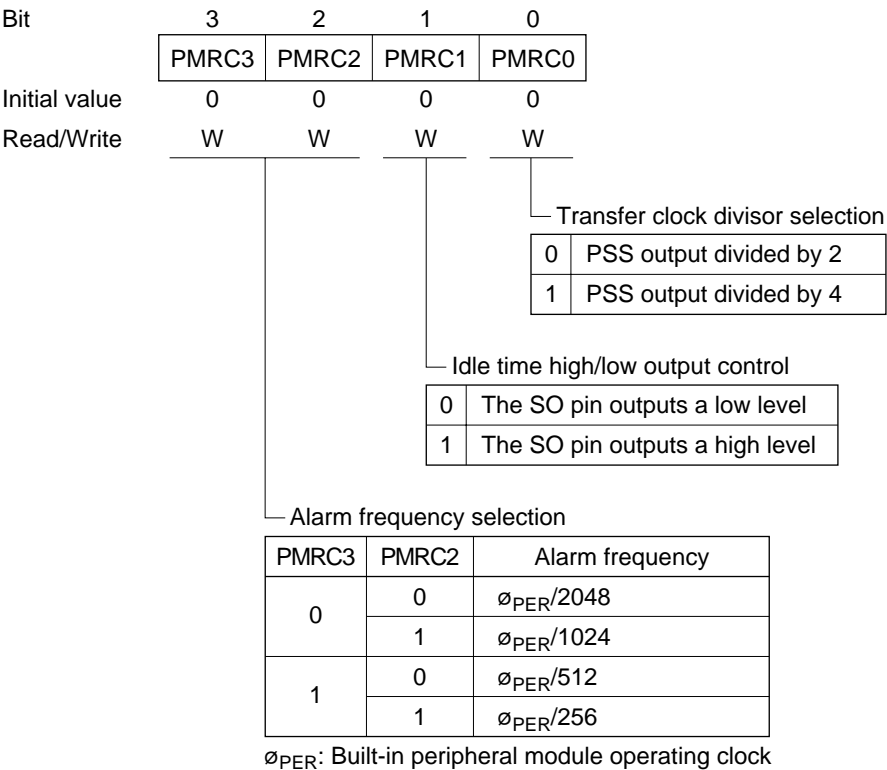 Bit 3 2 1 0
PMRC3 PMRC2 PMRC1 PMRC0
Initial value 0 0 0 0
Read/Write W W W W
Transfer clock divisor selection
0 PSS output divided by 2
1 PSS output divided by 4
Idle time high/low output control
0 The SO pin outputs a low level
1 The SO pin outputs a high level
Alarm frequency selection
PMRC3 PMRC2 Alarm frequency
0 0 øPER/2048
1 øPER/1024
1 0 øPER/512
1 øPER/256
øPER: Built-in peripheral module operating clock